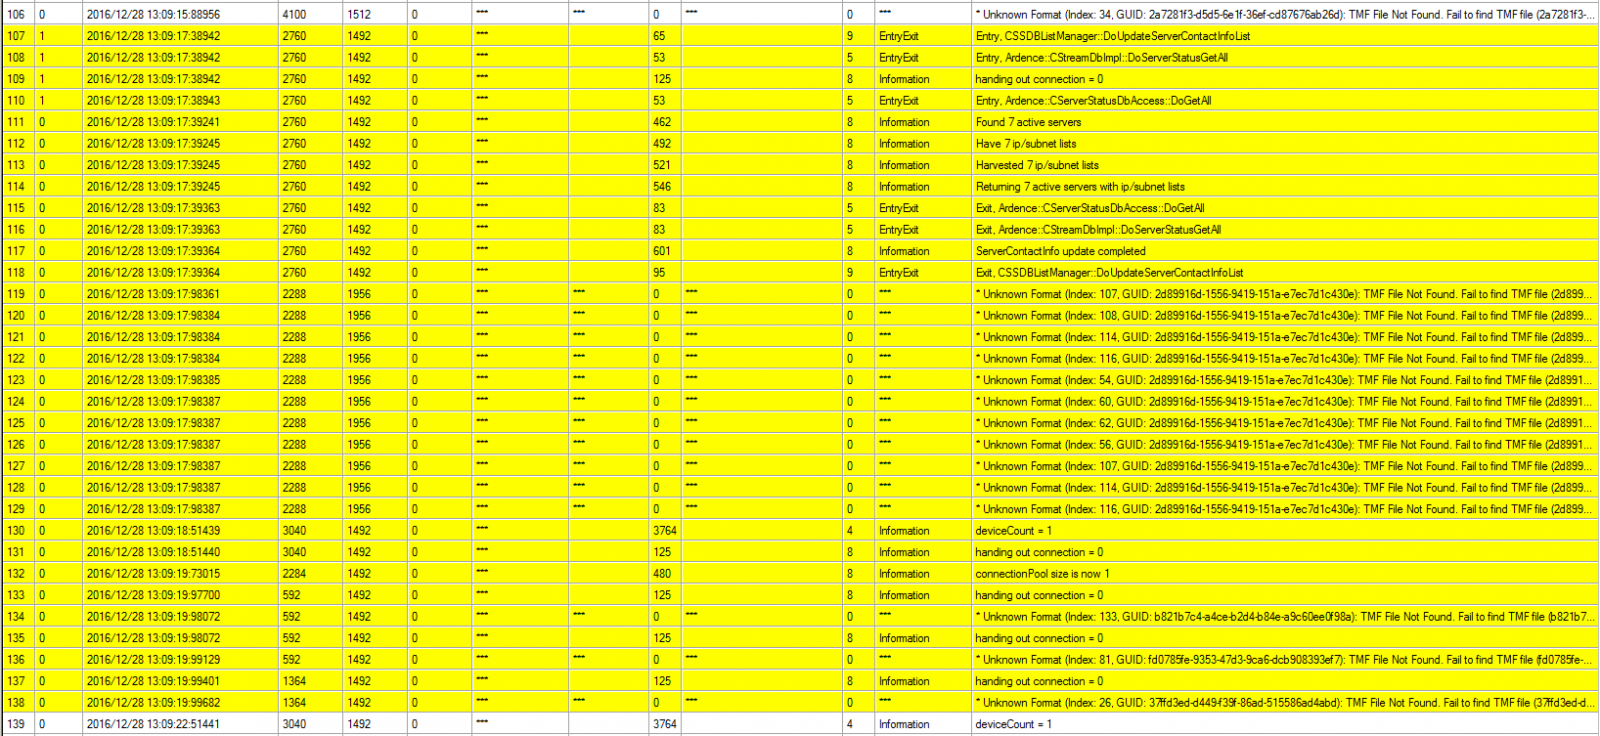 106 0 2016/12/28 13:09:15:88956 4100 1512 0 *** *** 0 0 *** * Unknown Format (Index: 34, GUID: 2a7281f3-d5d5-6e1f-36ef-cd87676ab26d): TMF File Not Found. Fail to find TMF file (2a7281f3-...
107 1 2016/12/28 13:09:17:38942 2760 1492 0 *** 65 9 EntryExit Entry, CSSDBListManager::DoUpdateServerContactInfoList
108 1 2016/12/28 13:09:17:38942 2760 1492 0 *** 53 5 EntryExit Entry, Ardence::CStreamDbImpl::DoServerStatusGetAll
109 1 2016/12/28 13:09:17:38942 2760 1492 0 *** 125 8 Information handing out connection = 0
110 1 2016/12/28 13:09:17:38943 2760 1492 0 *** 53 5 EntryExit Entry, Ardence::CServerStatusDbAccess::DoGetAll
111 0 2016/12/28 13:09:17:39241 2760 1492 0 *** 462 8 Information Found 7 active servers
112 0 2016/12/28 13:09:17:39245 2760 1492 0 *** 492 8 Information Have 7 ip/subnet lists
113 0 2016/12/28 13:09:17:39245 2760 1492 0 *** 521 8 Information Harvested 7 ip/subnet lists
114 0 2016/12/28 13:09:17:39245 2760 1492 0 *** 546 8 Information Returning 7 active servers with ip/subnet lists
115 0 2016/12/28 13:09:17:39363 2760 1492 0 *** 83 5 EntryExit Exit, Ardence::CServerStatusDbAccess::DoGetAll
116 0 2016/12/28 13:09:17:39363 2760 1492 0 *** 83 5 EntryExit Exit, Ardence::CStreamDbImpl::DoServerStatusGetAll
117 0 2016/12/28 13:09:17:39364 2760 1492 0 *** 601 8 Information ServerContactInfo update completed
118 0 2016/12/28 13:09:17:39364 2760 1492 0 *** 95 9 EntryExit Exit, CSSDBListManager::DoUpdateServerContactInfoList
119 0 2016/12/28 13:09:17:98361 2288 1956 0 *** *** 0 *** 0 *** * Unknown Format (Index: 107, GUID: 2d89916d-1556-9419-151a-e7ec7d1c430e): TMF File Not Found. Fail to find TMF file (2d899...
120 0 2016/12/28 13:09:17:98384 2288 1956 0 *** *** 0 *** 0 *** * Unknown Format (Index: 108, GUID: 2d89916d-1556-9419-151a-e7ec7d1c430e): TMF File Not Found. Fail to find TMF file (2d899...
121 0 2016/12/28 13:09:17:98384 2288 1956 0 *** *** 0 *** 0 *** * Unknown Format (Index: 114, GUID: 2d89916d-1556-9419-151a-e7ec7d1c430e): TMF File Not Found. Fail to find TMF file (2d899...
122 0 2016/12/28 13:09:17:98384 2288 1956 0 *** *** 0 *** 0 *** * Unknown Format (Index: 116, GUID: 2d89916d-1556-9419-151a-e7ec7d1c430e): TMF File Not Found. Fail to find TMF file (2d899...
123 0 2016/12/28 13:09:17:98385 2288 1956 0 *** *** 0 *** 0 *** * Unknown Format (Index: 54, GUID: 2d89916d-1556-9419-151a-e7ec7d1c430e): TMF File Not Found. Fail to find TMF file (2d8991...
124 0 2016/12/28 13:09:17:98387 2288 1956 0 *** *** 0 *** 0 *** * Unknown Format (Index: 60, GUID: 2d89916d-1556-9419-151a-e7ec7d1c430e): TMF File Not Found. Fail to find TMF file (2d8991...
125 0 2016/12/28 13:09:17:98387 2288 1956 0 *** *** 0 *** 0 *** * Unknown Format (Index: 62, GUID: 2d89916d-1556-9419-151a-e7ec7d1c430e): TMF File Not Found. Fail to find TMF file (2d8991...
126 0 2016/12/28 13:09:17:98387 2288 1956 0 *** *** 0 *** 0 *** * Unknown Format (Index: 56, GUID: 2d89916d-1556-9419-151a-e7ec7d1c430e): TMF File Not Found. Fail to find TMF file (2d8991...
127 0 2016/12/28 13:09:17:98387 2288 1956 0 *** *** 0 *** 0 *** * Unknown Format (Index: 107, GUID: 2d89916d-1556-9419-151a-e7ec7d1c430e): TMF File Not Found. Fail to find TMF file (2d899...
128 0 2016/12/28 13:09:17:98387 2288 1956 0 *** *** 0 *** 0 *** * Unknown Format (Index: 114, GUID: 2d89916d-1556-9419-151a-e7ec7d1c430e): TMF File Not Found. Fail to find TMF file (2d899...
129 0 2016/12/28 13:09:17:98387 2288 1956 0 *** *** 0 *** 0 *** * Unknown Format (Index: 116, GUID: 2d89916d-1556-9419-151a-e7ec7d1c430e): TMF File Not Found. Fail to find TMF file (2d899...
130 0 2016/12/28 13:09:18:51439 3040 1492 0 *** 3764 4 Information deviceCount = 1
131 0 2016/12/28 13:09:18:51440 3040 1492 0 *** 125 8 Information handing out connection = 0
132 0 2016/12/28 13:09:19:73015 2284 1492 0 *** 480 8 Information connectionPool size is now 1
133 0 2016/12/28 13:09:19:97700 592 1492 0 *** 125 8 Information handing out connection = 0
134 0 2016/12/28 13:09:19:98072 592 1492 0 *** *** 0 *** 0 *** * Unknown Format (Index: 133, GUID: b821b7c4-a4ce-b2d4-b84e-a9c60ee0f98a): TMF File Not Found. Fail to find TMF file (b821b7...
135 0 2016/12/28 13:09:19:98072 592 1492 0 *** 125 8 Information handing out connection = 0
136 0 2016/12/28 13:09:19:99129 592 1492 0 *** *** 0 *** 0 *** * Unknown Format (Index: 81, GUID: fd0785fe-9353-47d3-9ca6-dcb908393ef7): TMF File Not Found. Fail to find TMF file (fd0785fe-...
137 0 2016/12/28 13:09:19:99401 1364 1492 0 *** 125 8 Information handing out connection = 0
138 0 2016/12/28 13:09:19:99682 1364 1492 0 *** *** 0 *** 0 *** * Unknown Format (Index: 26, GUID: 37ffd3ed-d449-f39f-86ad-515586ad4abd): TMF File Not Found. Fail to find TMF file (37ffd3ed-d...
139 0 2016/12/28 13:09:22:51441 3040 1492 0 *** 3764 4 Information deviceCount = 1